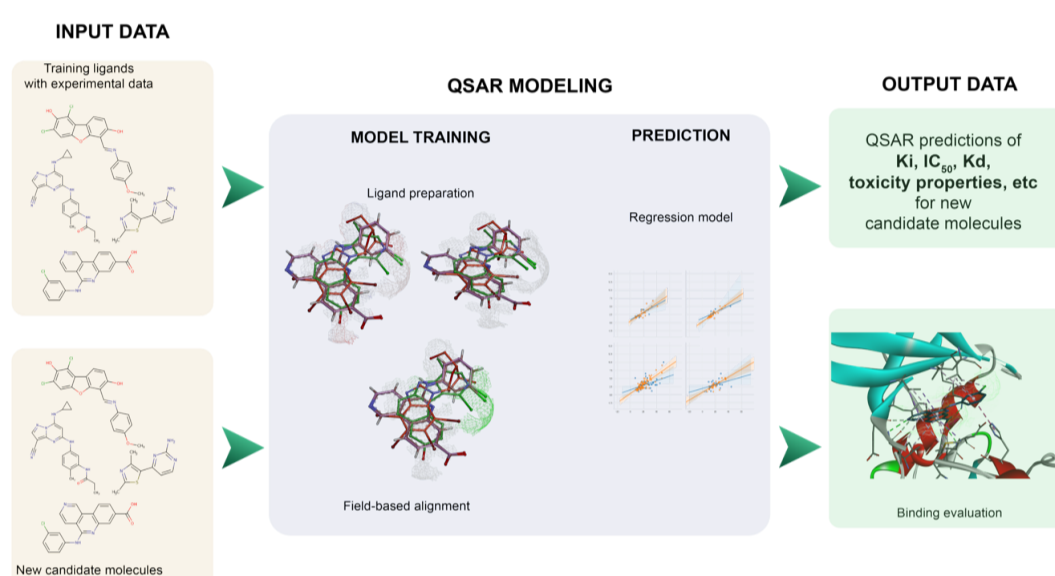 INPUT DATA
Training ligands
with experimental data
QSAR MODELING
MODEL TRAINING
Ligand preparation
Field-based alignment
PREDICTION
Regression model
OUTPUT DATA
QSAR predictions of
Ki, IC50, Kd,
toxicity properties, etc
for new
candidate molecules
Binding evaluation
New candidate molecules